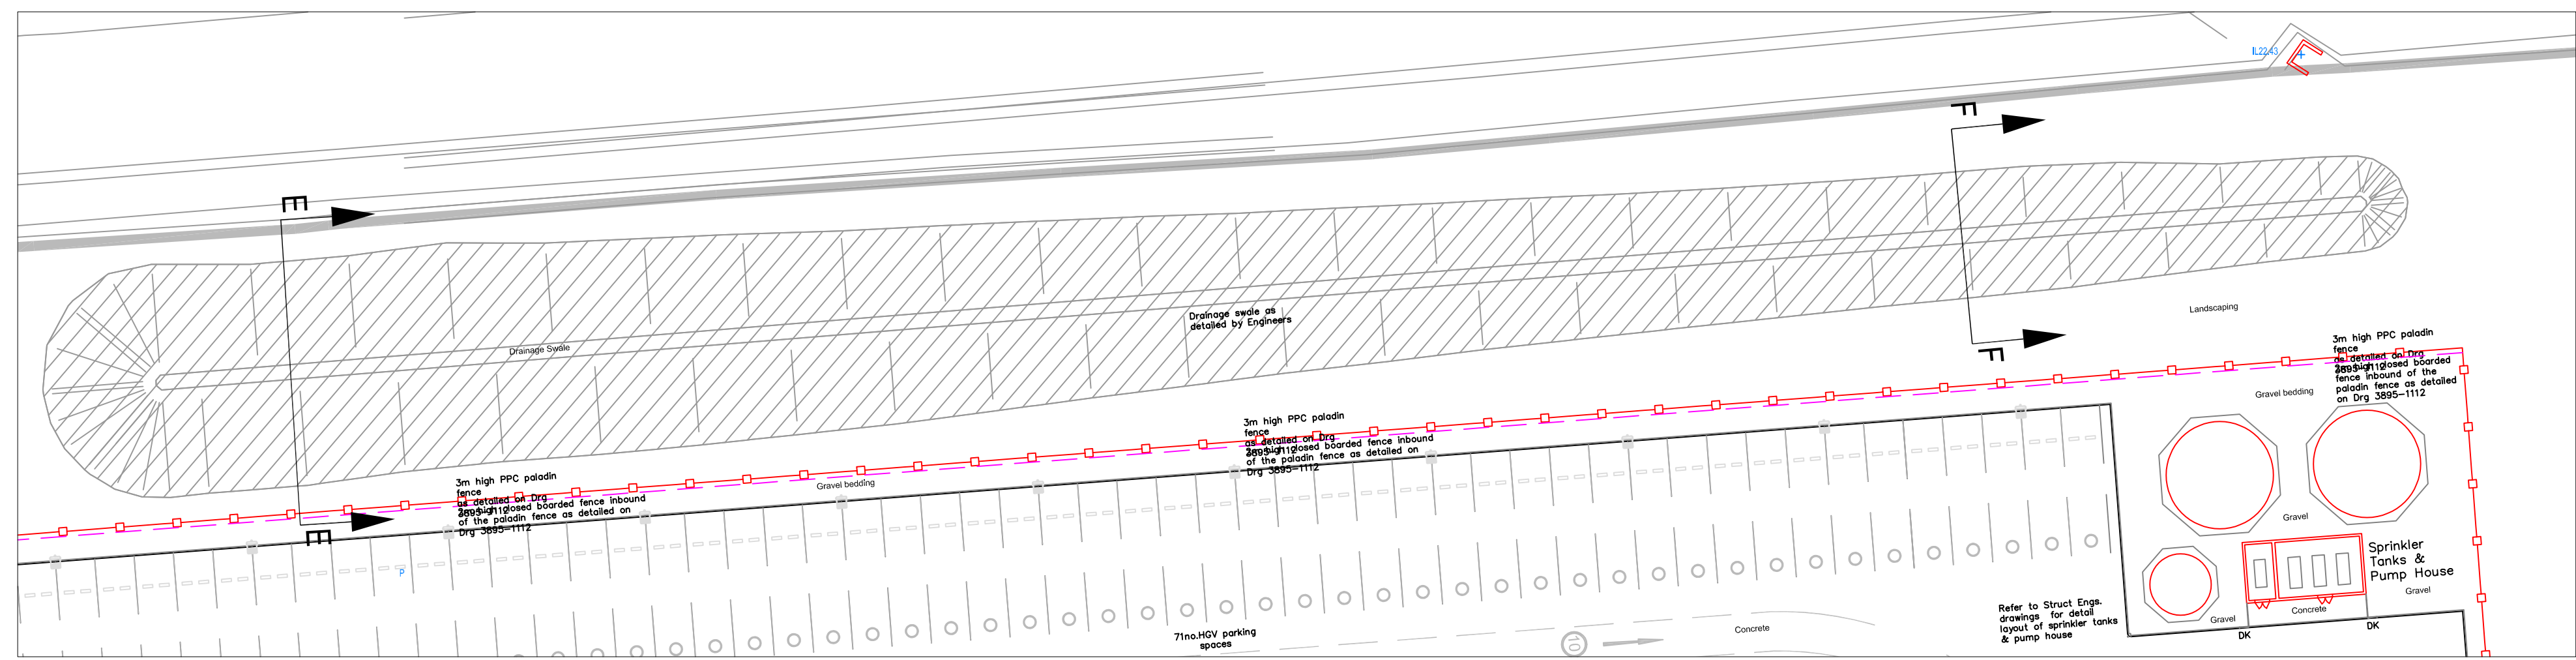 IL22.43
F
E
Landscaping
Drainage swale as
detailed by Engineers
Drainage Swale
F
3m high PPC paladin
fence
as detailed on Drg
3895-1112
2m high closed boarded
fence inbound of the
paladin fence as detailed
on Drg 3895-1112
Gravel bedding
3m high PPC paladin
fence
as detailed on Drg
3895-1112
2m high closed boarded fence inbound
of the paladin fence as detailed on
Drg 3895-1112
3m high PPC paladin
fence
as detailed on Drg
3895-1112
2m high closed boarded fence inbound
of the paladin fence as detailed on
Drg 3895-1112
Gravel bedding
E
P
Gravel
Sprinkler
Tanks &
Pump House
Gravel
Concrete
Gravel
DK
DK
Refer to Struct Engs.
drawings for detail
layout of sprinkler tanks
& pump house
Concrete
71no.HGV parking
spaces
10